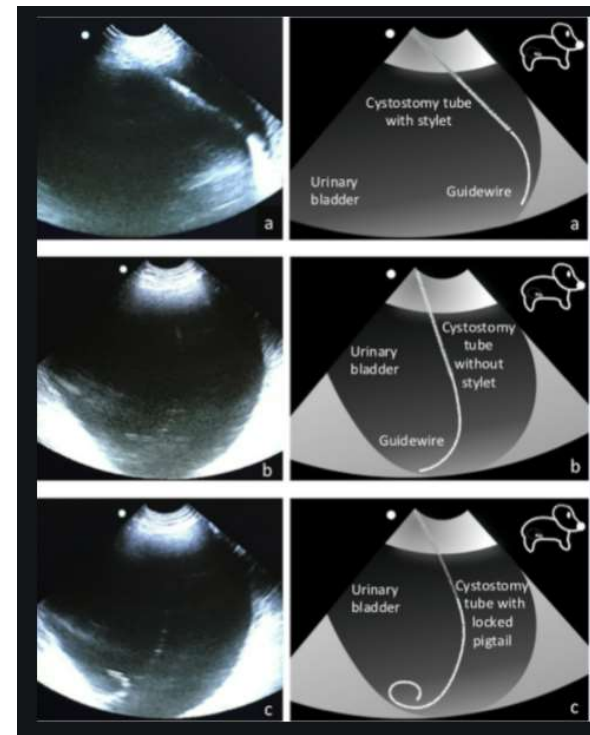 Cystostomy tube
with stylet
Urinary
bladder
Guidewire
a
a
Cystostomy
tube
without
stylet
Urinary
bladder
Guidewire
b
b
Urinary
bladder
Cystostomy
tube with
locked
pigtail
c
c